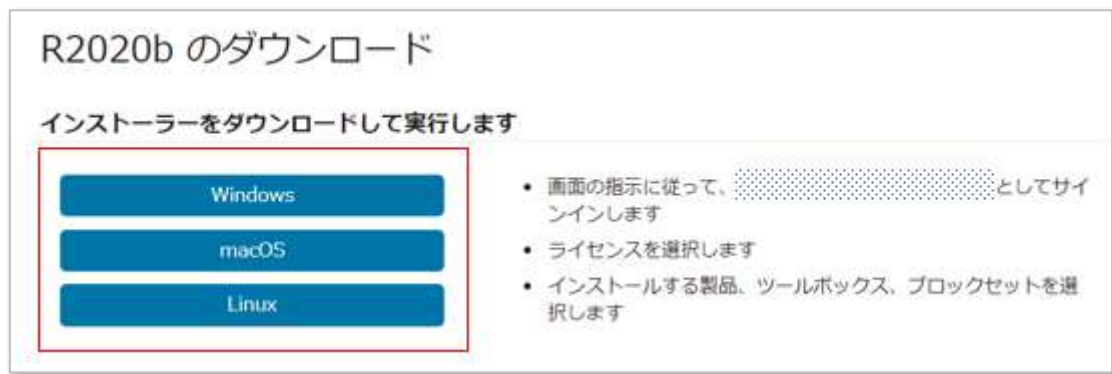 R2020b のダウンロード
インストーラーをダウンロードして実行します
Windows
macOS
Linux
• 画面の指示に従って、 としてサイ
ンインします
• ライセンスを選択します
• インストールする製品、ツールボックス、ブロックセットを選
択します